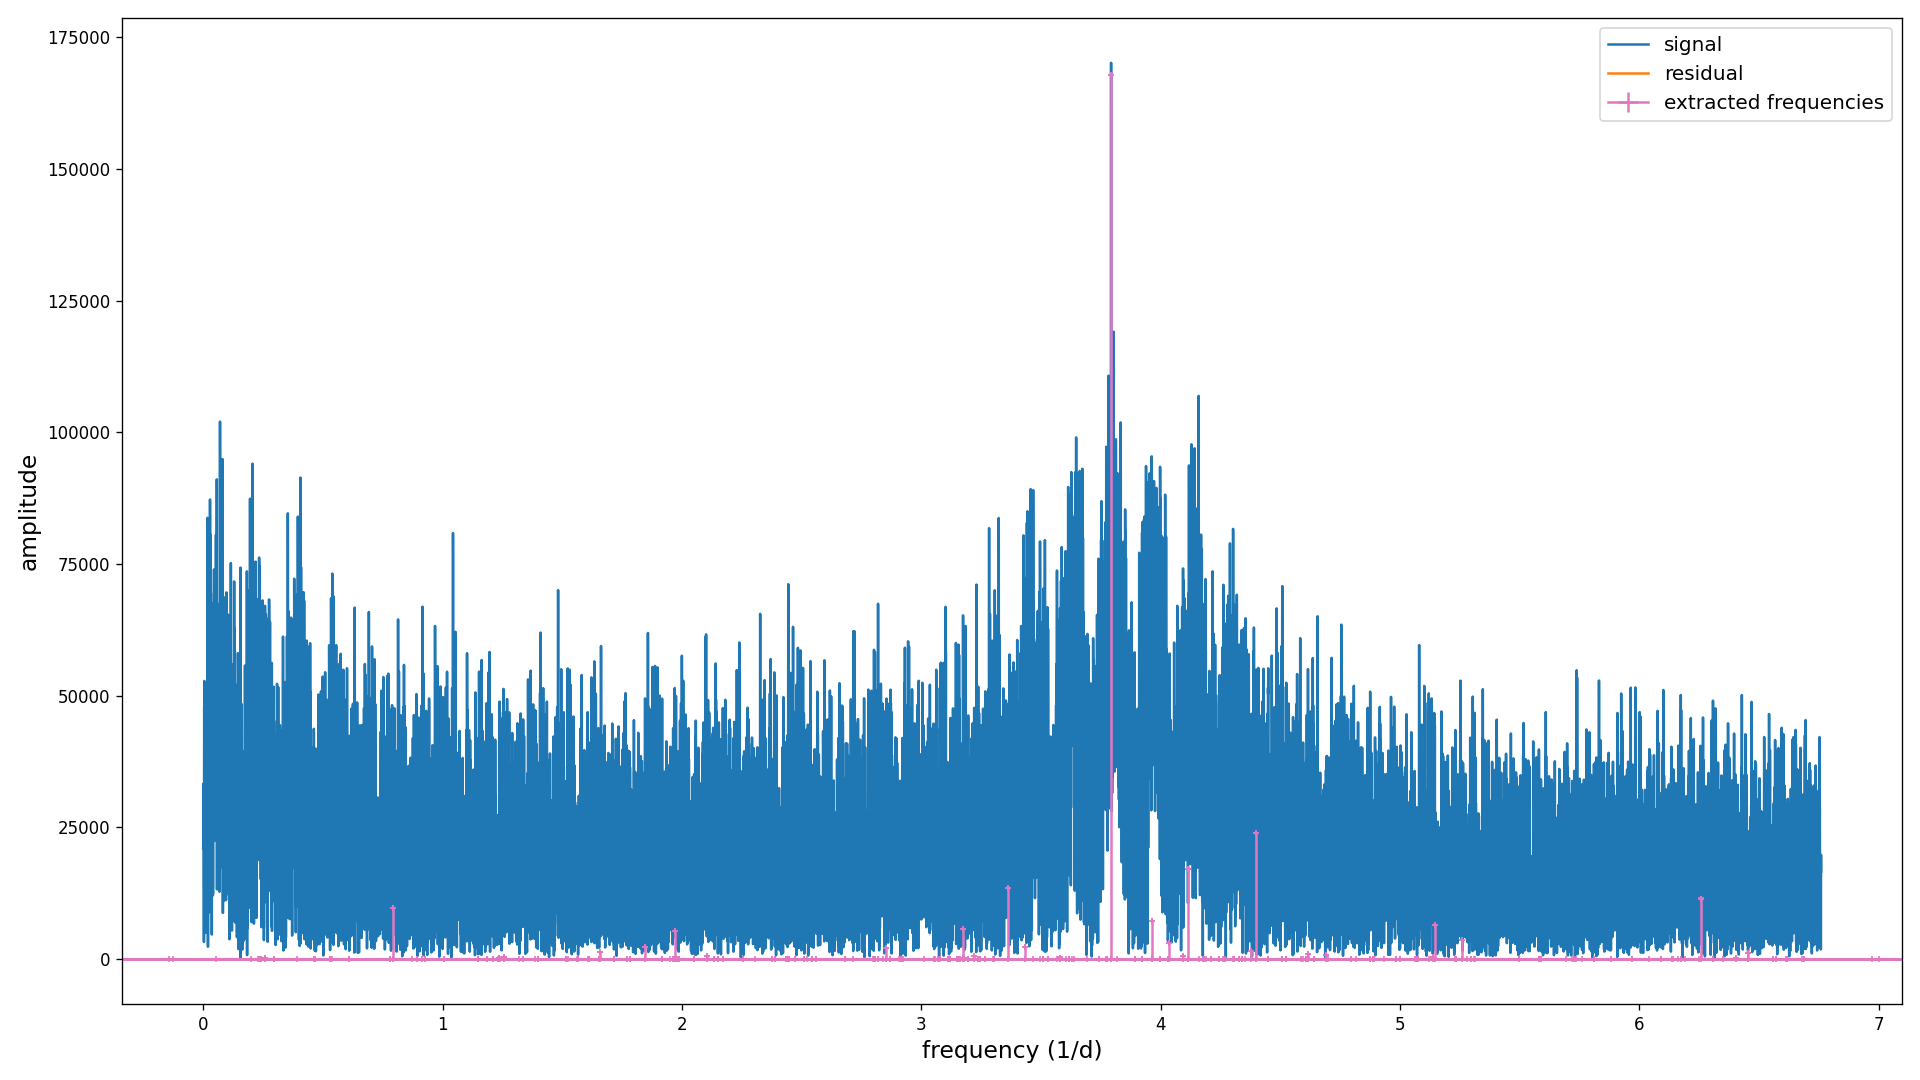 175000
150000
125000
100000
75000
50000
25000
0
amplitude
0 1 2 3 4 5 6 7
frequency (1/d)
signal
residual
extracted frequencies